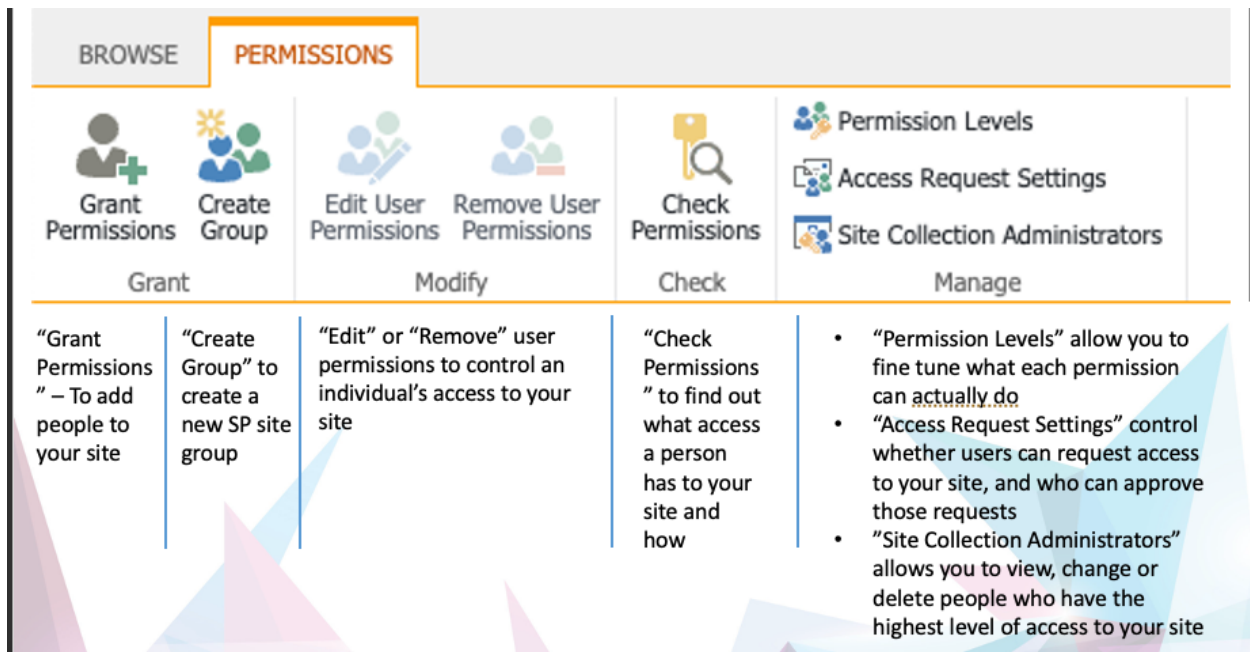 BROWSE
PERMISSIONS
Grant
Permissions
Create
Group
Grant
Edit User
Permissions
Remove User
Permissions
Modify
Check
Permissions
Check
Permission Levels
Access Request Settings
Site Collection Administrators
Manage
“Grant
Permissions
” – To add
people to
your site
“Create
Group” to
create a
new SP site
group
“Edit” or “Remove” user
permissions to control an
individual’s access to your
site
“Check
Permissions
” to find out
what access
a person
has to your
site and
how
• “Permission Levels” allow you to
fine tune what each permission
can actually do
• “Access Request Settings” control
whether users can request access
to your site, and who can approve
those requests
• ”Site Collection Administrators”
allows you to view, change or
delete people who have the
highest level of access to your site